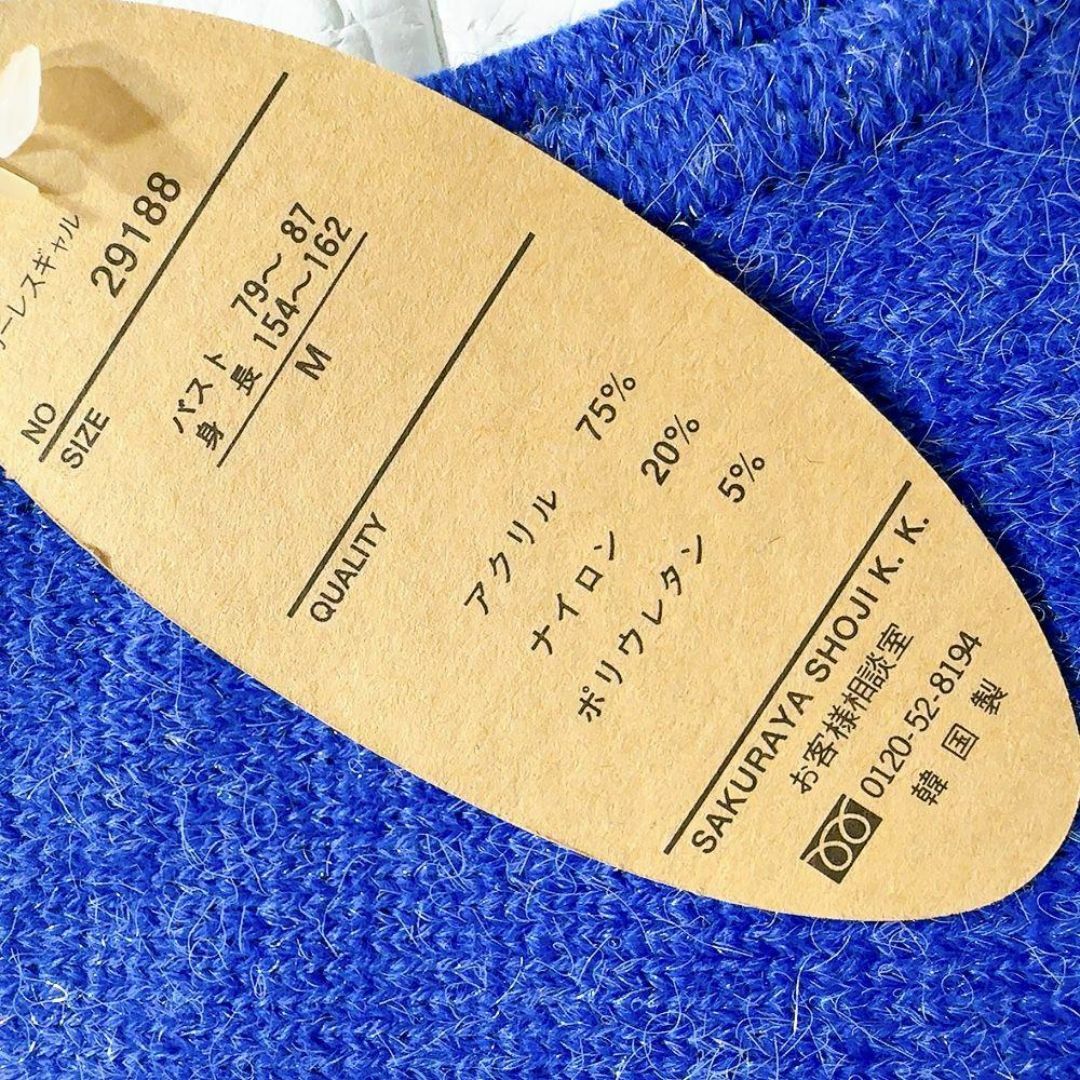 ーレスギャル
NO 29188
SIZE
バスト 79〜 87
身長 154〜162
M
QUALITY
アクリル 75%
ナイロン 20%
ポリウレタン 5%
SAKURAYA SHOJI K. K.
お客様相談室
0120-52-8194
韓国製